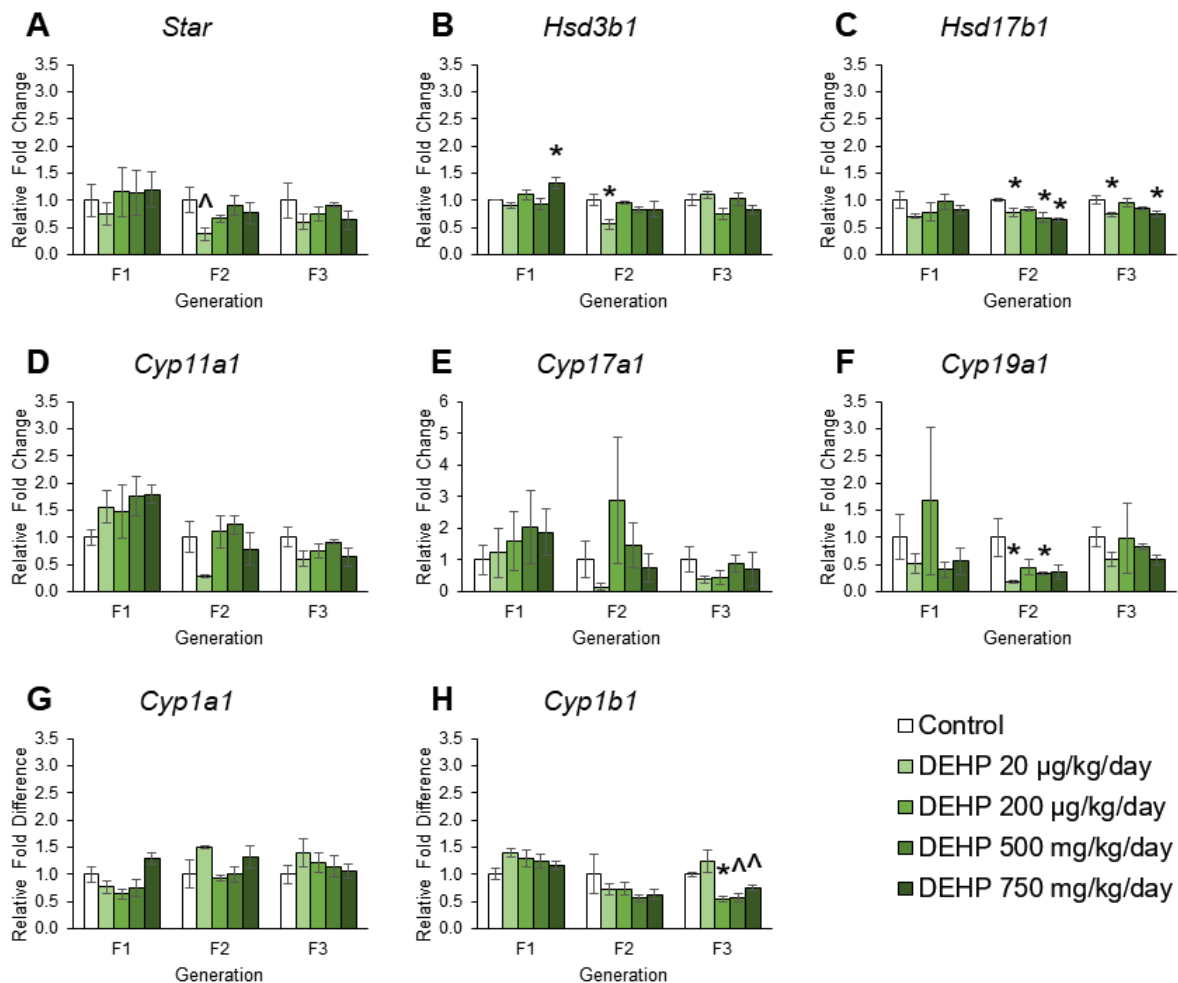 A Star
B Hsd3b1
C Hsd17b1
Relative Fold Change
3.5
3.0
2.5
2.0
1.5
1.0
0.5
0.0
^
F1 F2 F3
Generation
Relative Fold Change
3.5
3.0
2.5
2.0
1.5
1.0
0.5
0.0
* *
F1 F2 F3
Generation
Relative Fold Change
3.5
3.0
2.5
2.0
1.5
1.0
0.5
0.0
* * * * *
F1 F2 F3
Generation
D Cyp11a1
E Cyp17a1
F Cyp19a1
Relative Fold Change
3.5
3.0
2.5
2.0
1.5
1.0
0.5
0.0
F1 F2 F3
Generation
Relative Fold Change
6
5
4
3
2
1
0
F1 F2 F3
Generation
Relative Fold Change
3.5
3.0
2.5
2.0
1.5
1.0
0.5
0.0
* *
F1 F2 F3
Generation
G Cyp1a1
H Cyp1b1
Relative Fold Difference
3.5
3.0
2.5
2.0
1.5
1.0
0.5
0.0
F1 F2 F3
Generation
Relative Fold Difference
3.5
3.0
2.5
2.0
1.5
1.0
0.5
0.0
* ^ ^
F1 F2 F3
Generation
Control
DEHP 20 µg/kg/day
DEHP 200 µg/kg/day
DEHP 500 mg/kg/day
DEHP 750 mg/kg/day